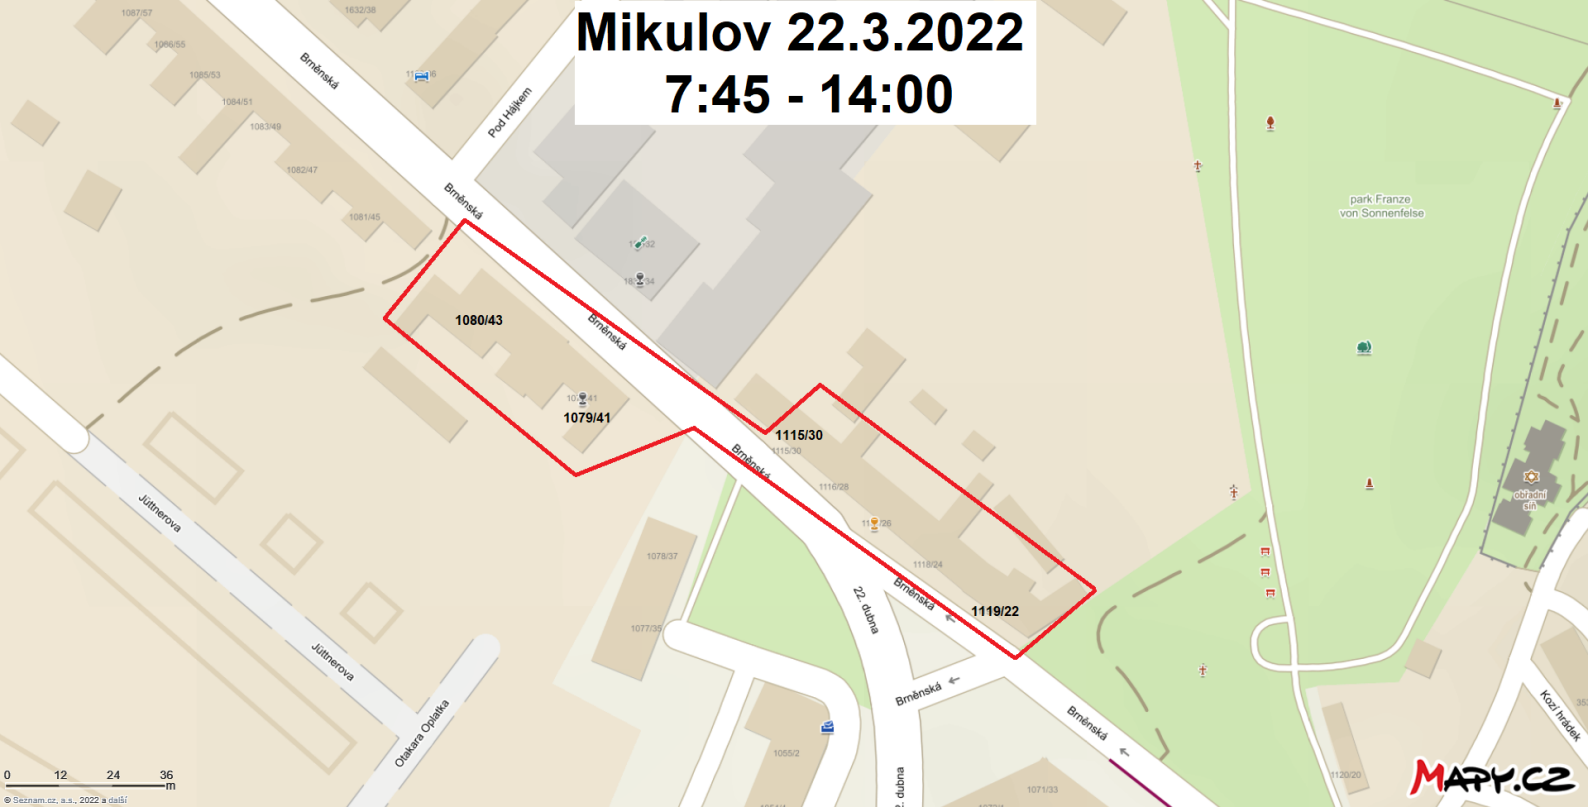 Mikulov 22.3.2022
7:45 - 14:00
1087/57
1632/38
1086/55
Brněnská
1085/53
1084/51
1083/49
Pod Hájkem
1082/47
1081/45
Brněnská
park Franze
von Sonnenfelse
1080/43
Brněnská
1079/41
1115/30
1115/30
Brněnská
1116/28
obřadní
síň
Jüttnerova
1078/37
1118/24
Brněnská
22. dubna
1119/22
1077/35
Jüttnerova
Brněnská
Kozí hrádek
Otakara Oplatka
Brněnská
1055/2
1120/20
1071/33
2. dubna
0 12 24 36
m
MAPY.CZ
© Seznam.cz, a.s., 2022 a další